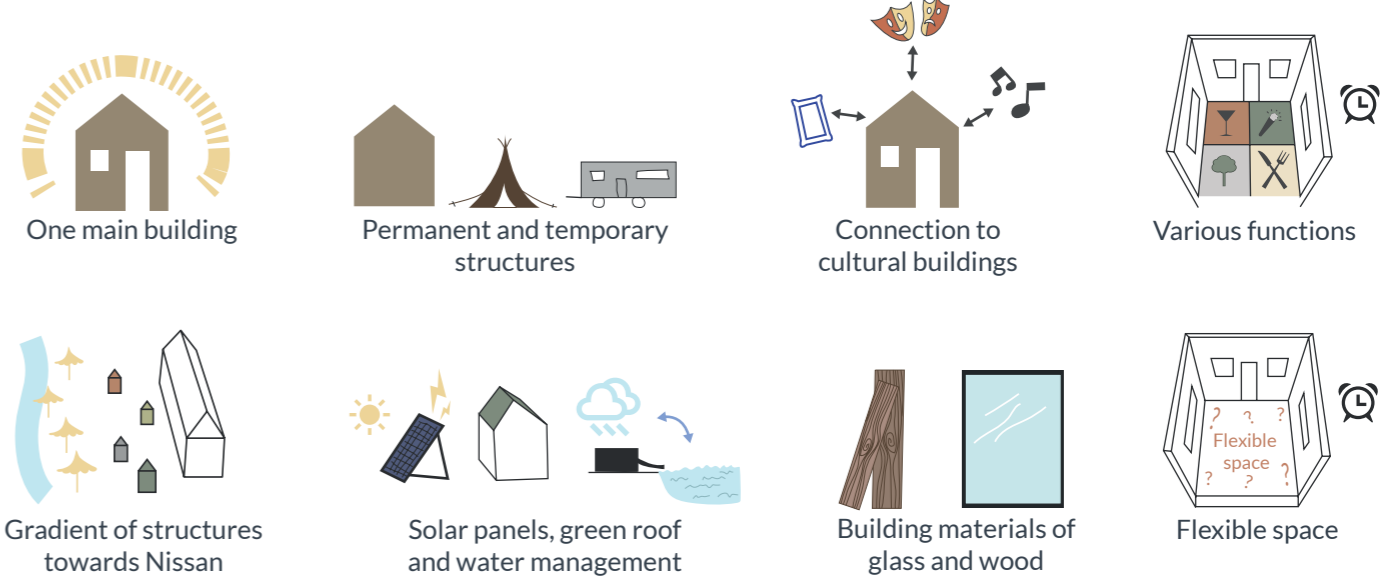 One main building
Permanent and temporary
structures
Connection to
cultural buildings
Various functions
Gradient of structures
towards Nissan
Solar panels, green roof
and water management
Building materials of
glass and wood
? ? ?
Flexible
space
? ? ?
Flexible space